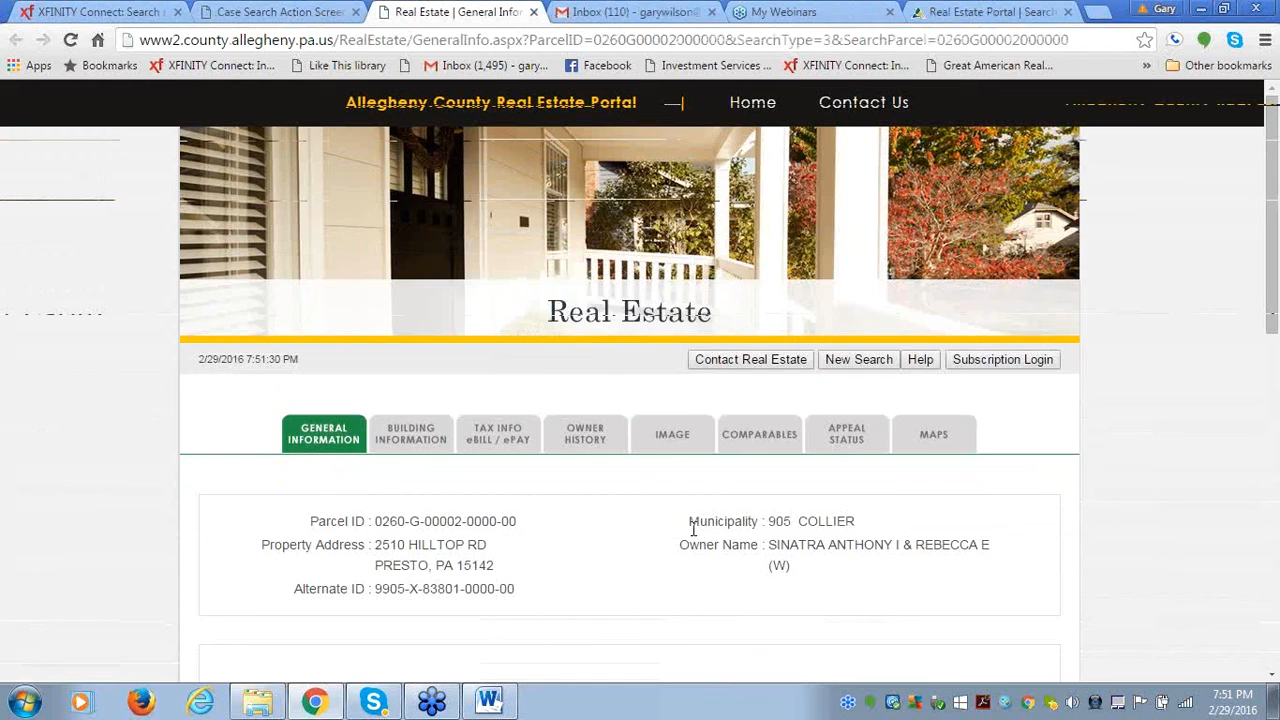 XFINITY Connect: Search
Case Search Action Screen
Real Estate | General Info
Inbox (110) - garywilson@
My Webinars
Real Estate Portal | Search
Gary
www2.county.allegheny.pa.us/RealEstate/GeneralInfo.aspx?ParcelID=0260G00002000000&SearchType=3&SearchParcel=0260G00002000000
Apps
Bookmarks
XFINITY Connect: In...
Like This library
Inbox (1,495) - gary...
Facebook
Investment Services ...
XFINITY Connect: In...
Great American Real...
»
Other bookmarks
Allegheny County Real Estate Portal
Home
Contact Us
Real Estate
2/29/2016 7:51:30 PM
Contact Real Estate
New Search
Help
Subscription Login
GENERAL
INFORMATION
BUILDING
INFORMATION
TAX INFO
eBILL / ePAY
OWNER
HISTORY
IMAGE
COMPARABLES
APPEAL
STATUS
MAPS
Parcel ID : 0260-G-00002-0000-00
Municipality : 905 COLLIER
Property Address : 2510 HILLTOP RD
PRESTO, PA 15142
Owner Name : SINATRA ANTHONY I & REBECCA E
(W)
Alternate ID : 9905-X-83801-0000-00
7:51 PM
2/29/2016